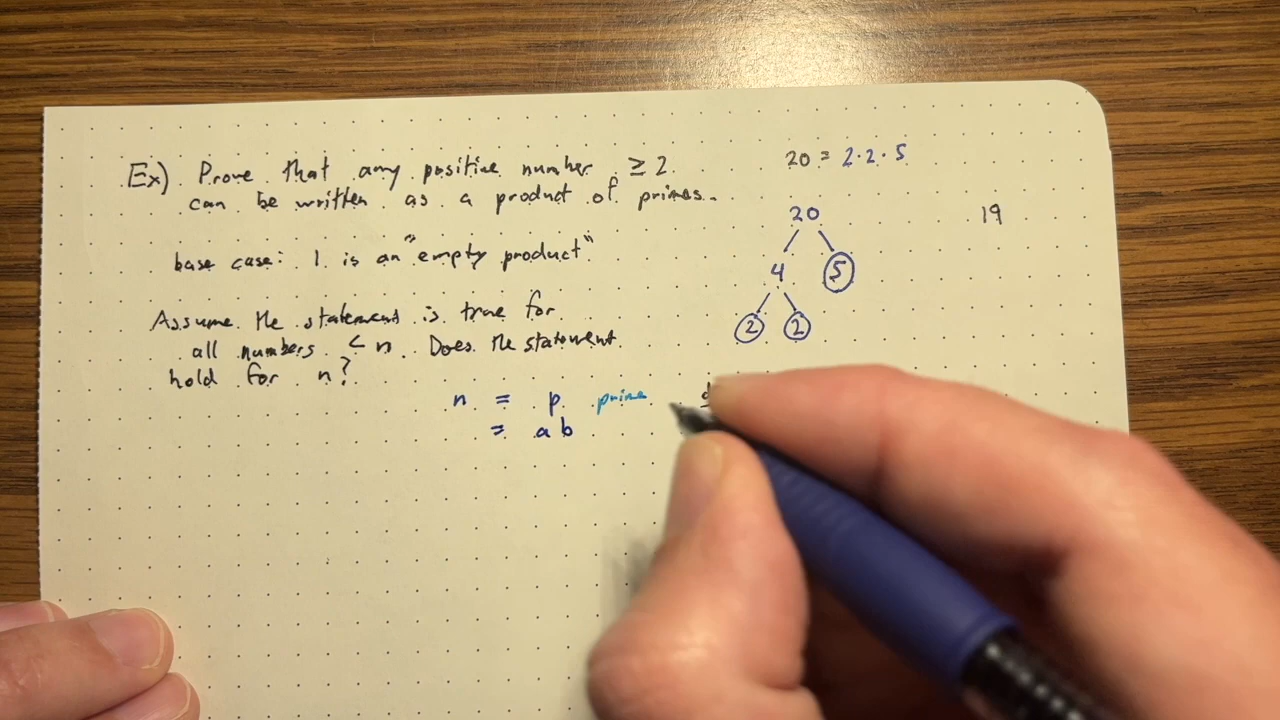 Ex) Prove that any positive number ≥ 2
can be written as a product of primes.
20 = 2·2·5
20
19
4 5
2 2
base case: 1 is an "empty product"
Assume the statement is true for
all numbers < n. Does the statement
hold for n?
n = p prime
= ab